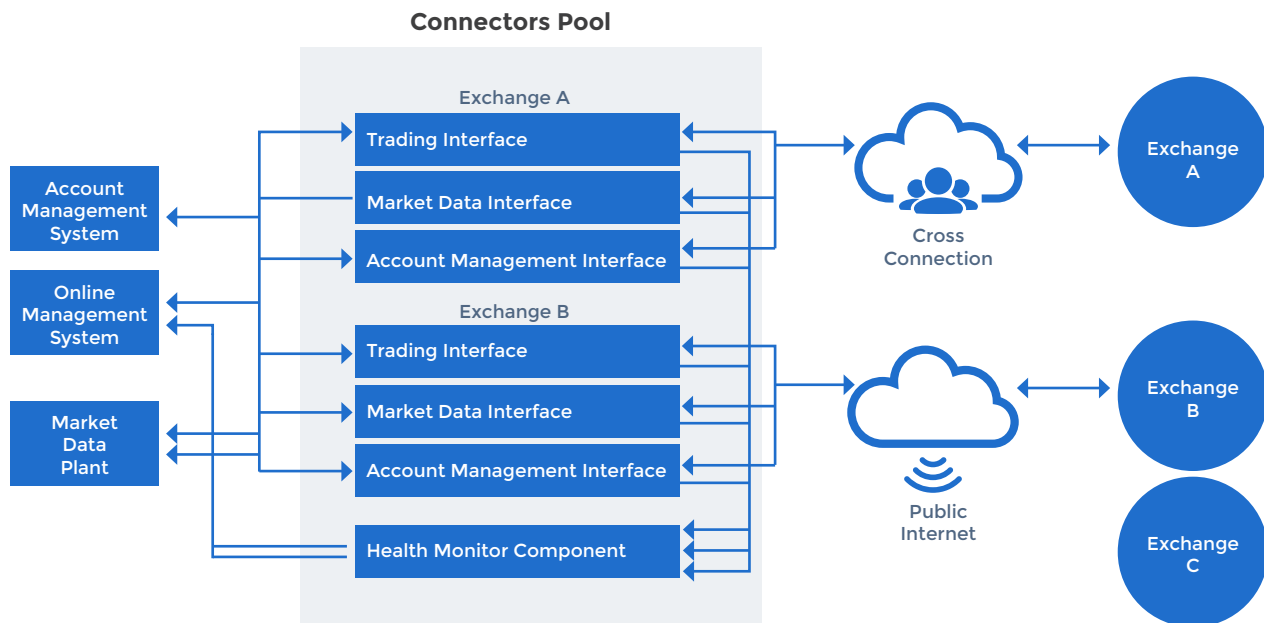 Connectors Pool
Exchange A
Trading Interface
Market Data Interface
Account Management Interface
Exchange B
Trading Interface
Market Data Interface
Account Management Interface
Health Monitor Component
Account
Management
System
Online
Management
System
Market
Data
Plant
Cross
Connection
Public
Internet
Exchange
A
Exchange
B
Exchange
C